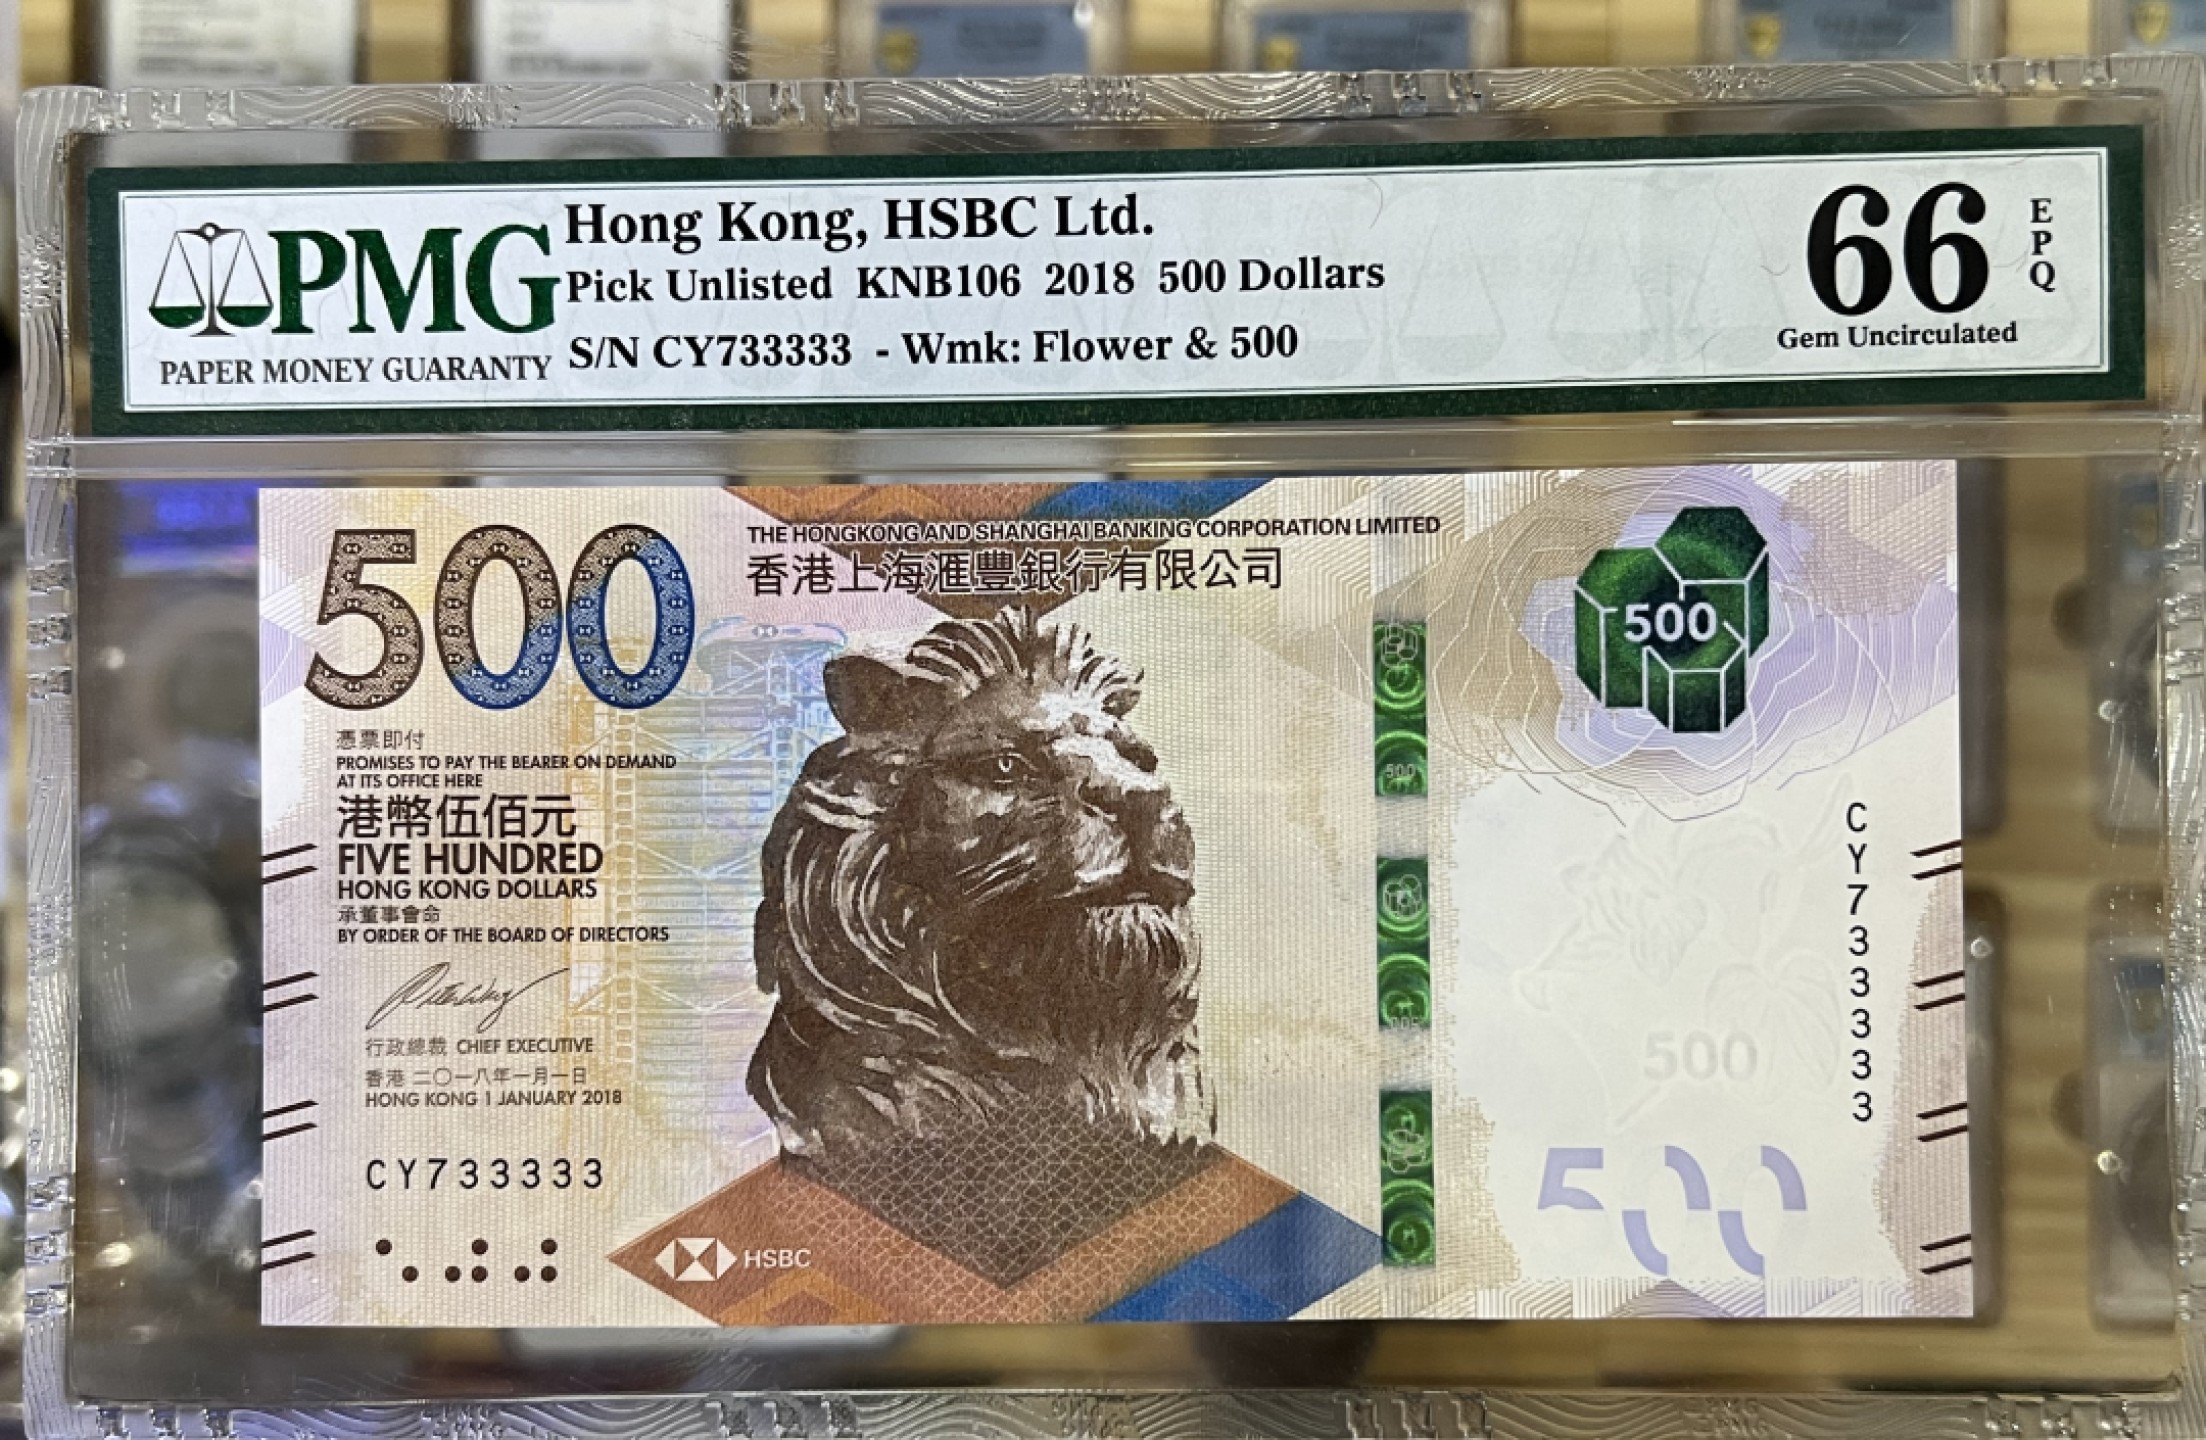 PMG
PAPER MONEY GUARANTY
Hong Kong, HSBC Ltd.
Pick Unlisted KNB106 2018 500 Dollars
S/N CY733333 - Wmk: Flower & 500
66
EPQ
Gem Uncirculated
500
THE HONGKONG AND SHANGHAI BANKING CORPORATION LIMITED
香港上海滙豐銀行有限公司
500
憑票即付
PROMISES TO PAY THE BEARER ON DEMAND
AT ITS OFFICE HERE
港幣伍佰元
FIVE HUNDRED
HONG KONG DOLLARS
承董事會命
BY ORDER OF THE BOARD OF DIRECTORS
行政總裁 CHIEF EXECUTIVE
香港 二〇一八年一月一日
HONG KONG 1 JANUARY 2018
CY733333
HSBC
500
CY733333
500
500